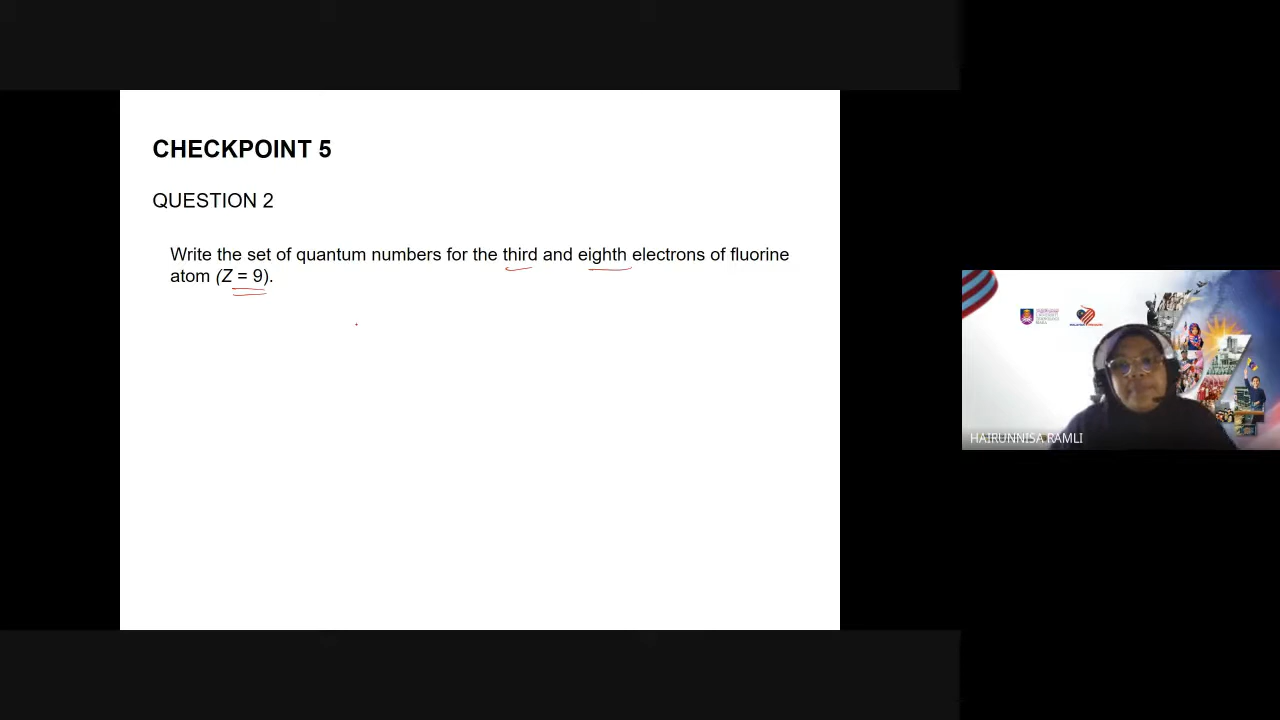 CHECKPOINT 5
QUESTION 2
Write the set of quantum numbers for the third and eighth electrons of fluorine
atom (Z = 9).
HAIRUNNISA RAMLI